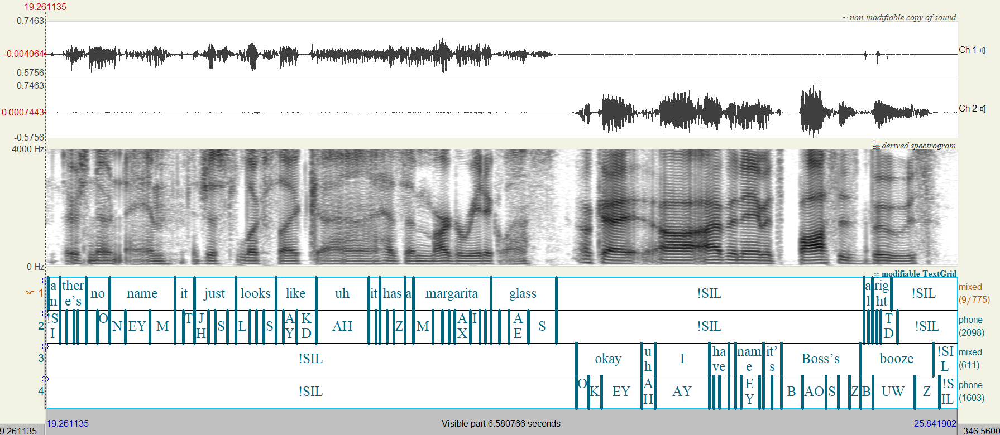 19.261135
0.7463
~ non-modifiable copy of sound
-0.004064
Ch 1
-0.5756
0.7463
0.0007443
Ch 2
-0.5756
4000 Hz
derived spectrogram
0 Hz
modifiable TextGrid
1
an there's no name it just looks like uh it has a margarita glass !SIL al right !SIL
mixed
(9/775)
2
!SI O N EY M T JH S L S AY KD AH Z M AX I AE S !SIL TD !SIL
phone
(2098)
3
!SIL okay uh I have name it's Boss's booze !SIL
mixed
(611)
4
!SIL O K EY AH AY EY B AO S Z B UW Z !SIL
phone
(1603)
19.261135
Visible part 6.580766 seconds
25.841902
9.261135
346.5600